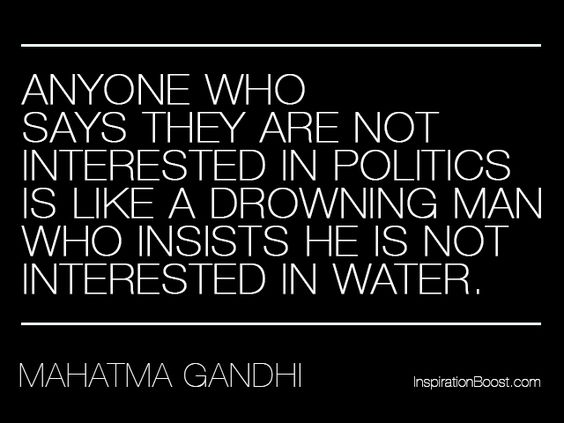 ANYONE WHO
SAYS THEY ARE NOT
INTERESTED IN POLITICS
IS LIKE A DROWNING MAN
WHO INSISTS HE IS NOT
INTERESTED IN WATER.
MAHATMA GANDHI
InspirationBoost.com